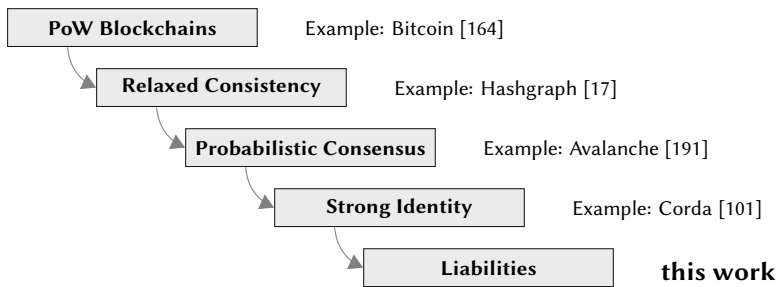 PoW Blockchains Example: Bitcoin [164]
Relaxed Consistency Example: Hashgraph [17]
Probabilistic Consensus Example: Avalanche [191]
Strong Identity Example: Corda [101]
Liabilities this work